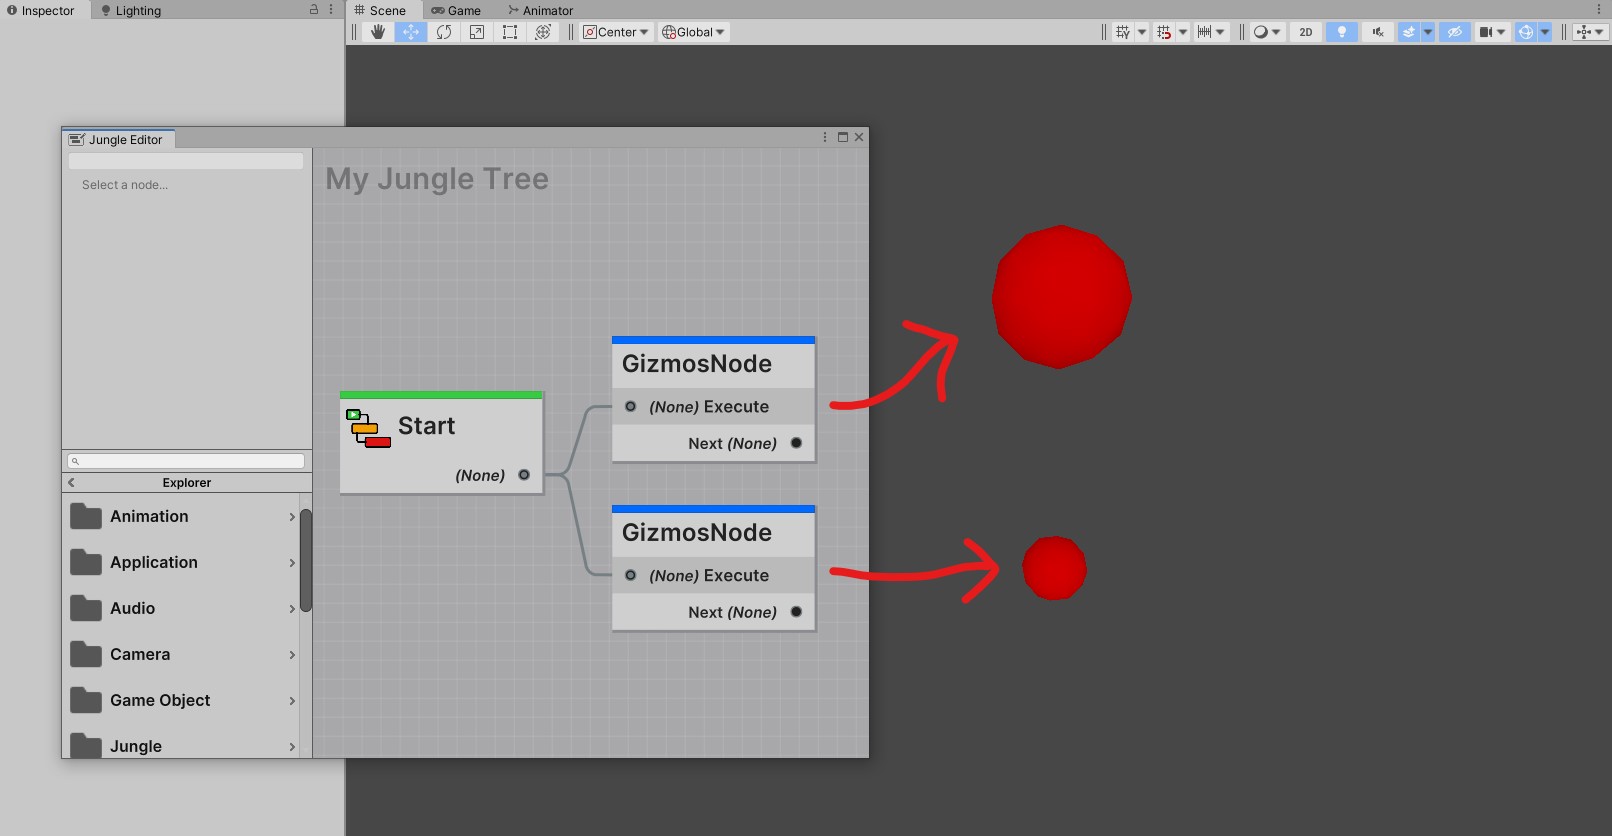 Inspector
Lighting
Scene
Game
Animator
Center
Global
2D
Jungle Editor
Select a node...
My Jungle Tree
Start
(None)
GizmosNode
(None) Execute
Next (None)
GizmosNode
(None) Execute
Next (None)
Explorer
Animation
Application
Audio
Camera
Game Object
Jungle